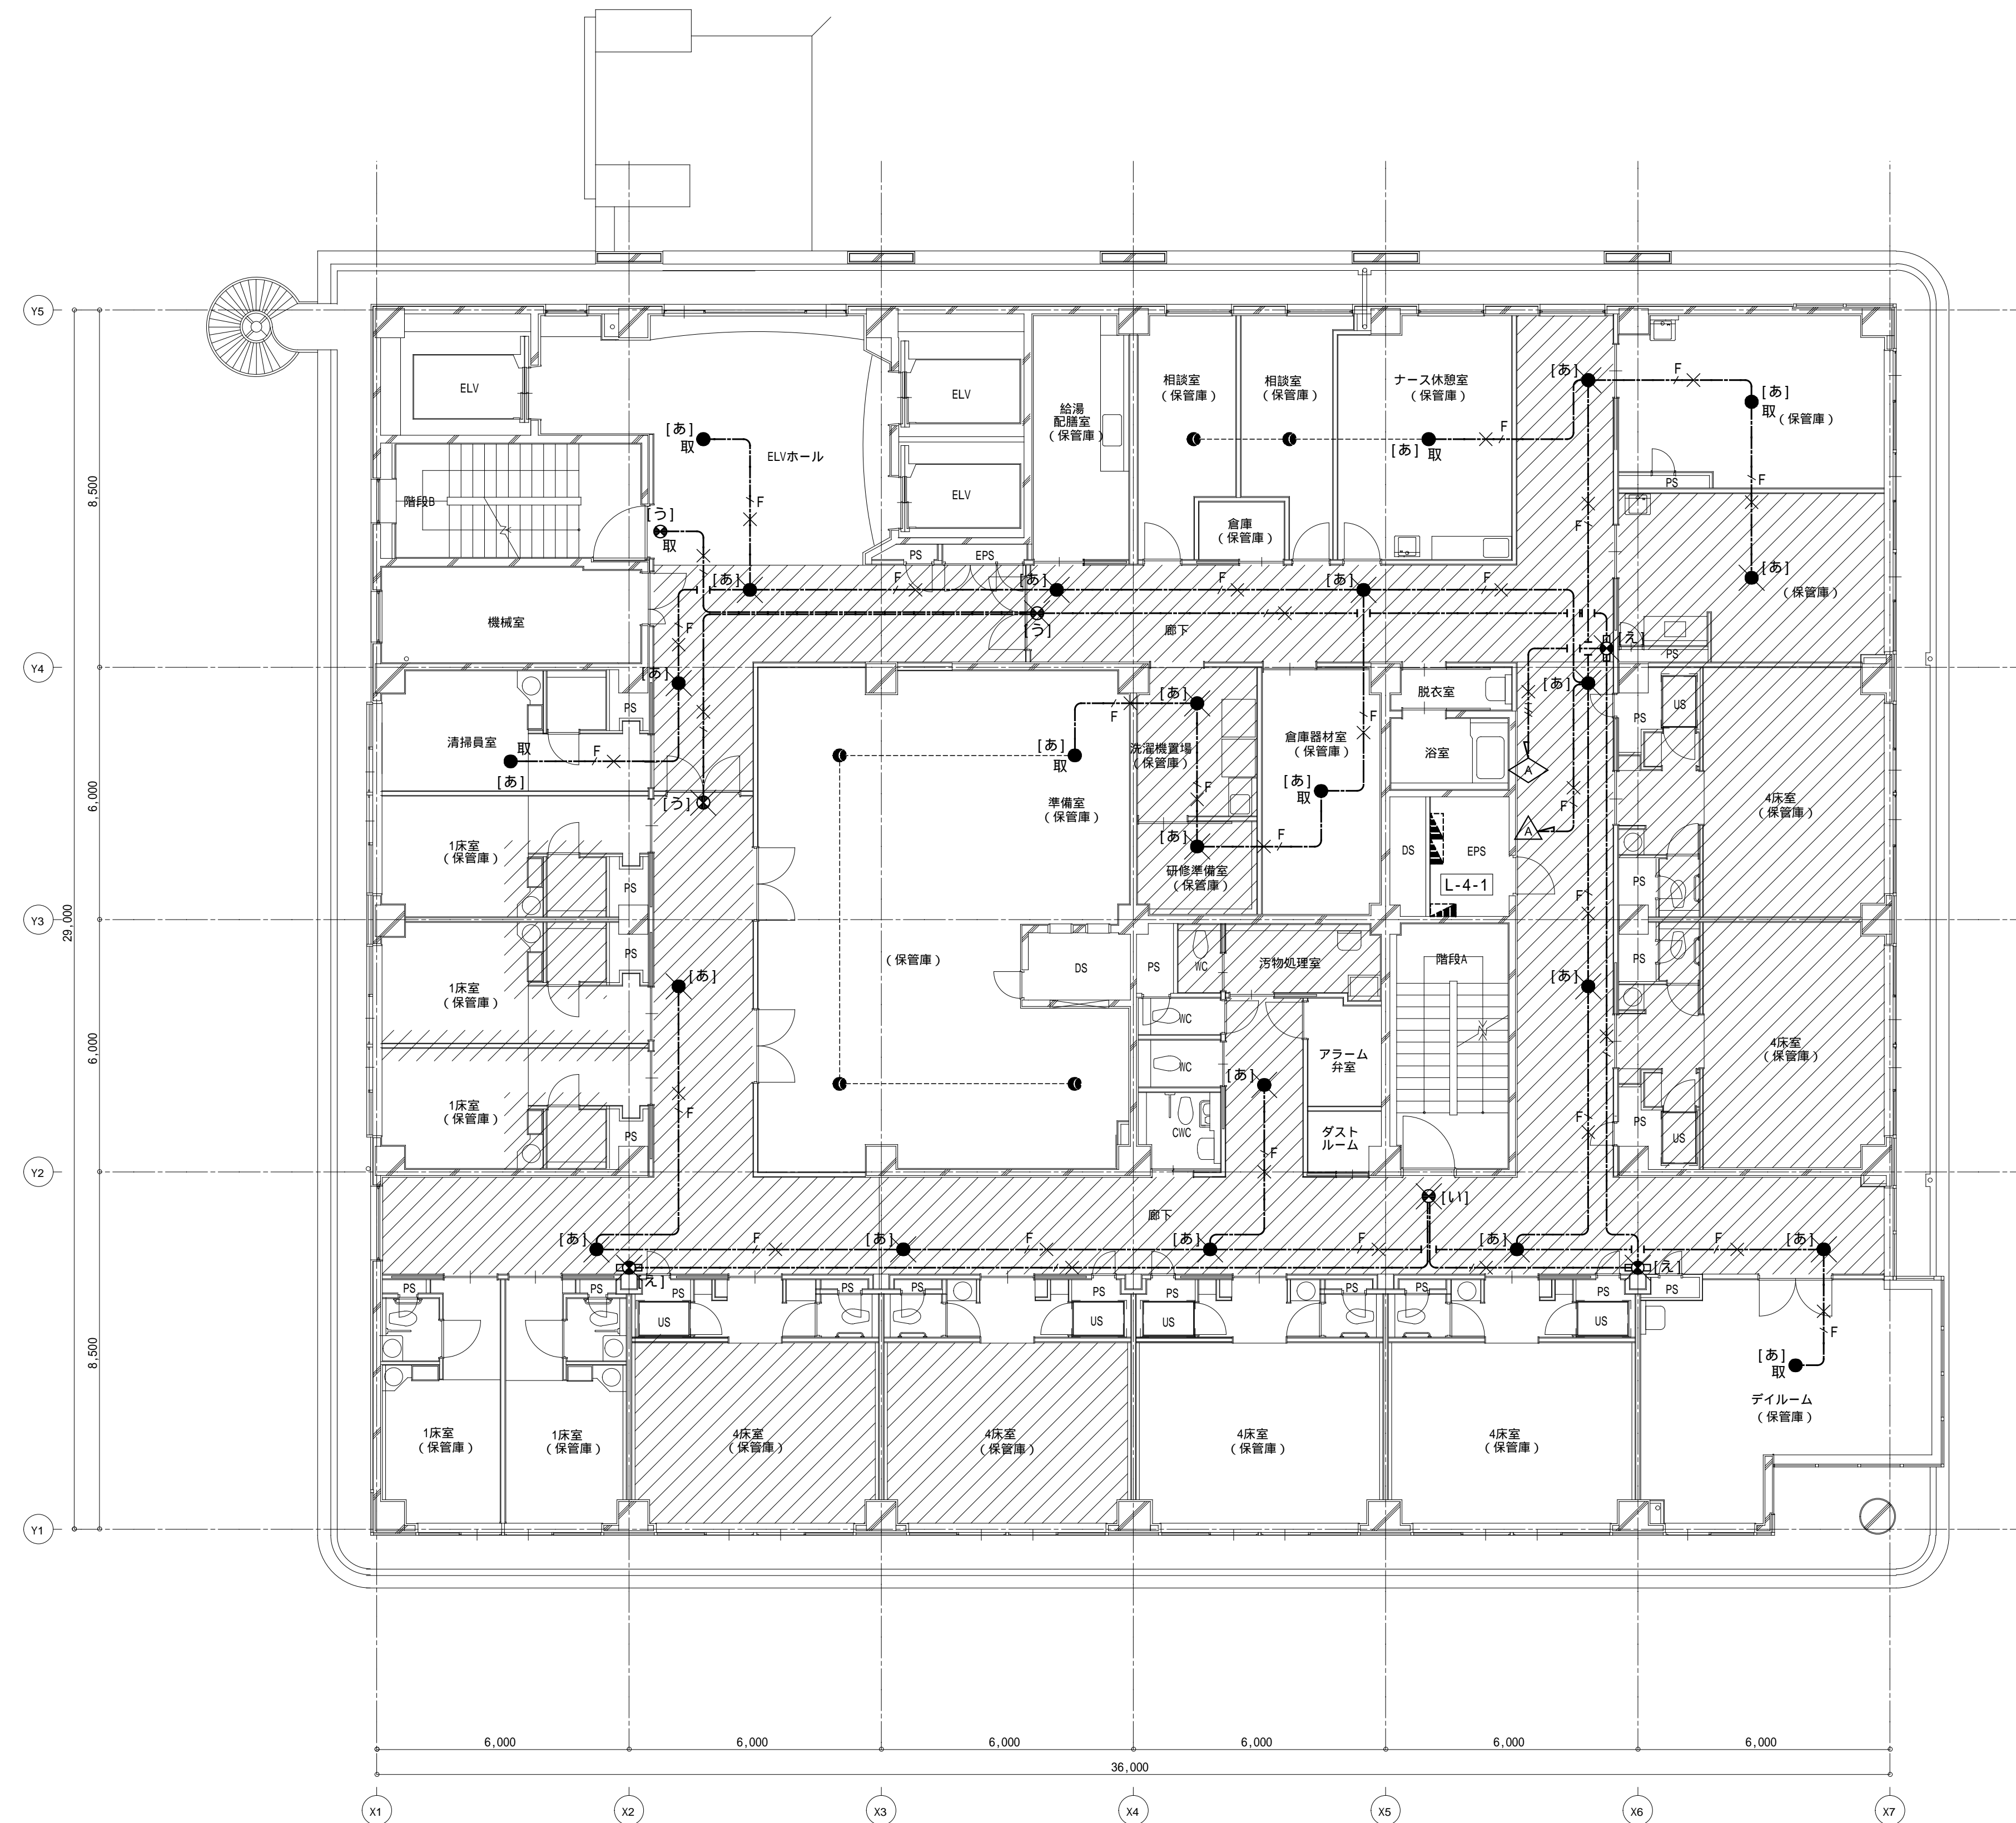 Y5
ELV
ELV
相談室
（保管庫）
相談室
（保管庫）
ナース休憩室
（保管庫）
[あ]
F
[あ]
取
（保管庫）
給湯
配膳室
（保管庫）
[あ]
取
ELVホール
F
[あ] 取
8,500
階段B
F
ELV
PS
F
[う]
取
倉庫
（保管庫）
F
PS
EPS
[あ]
F
[あ]
F
[あ]
F
[あ]
（保管庫）
機械室
F
[う]
廊下
[え]
PS
Y4
[あ]
[あ]
脱衣室
PS
[あ]
F
F
PS
US
清掃員室
取
F
[あ]
[あ]
取
洗濯機置場
（保管庫）
倉庫器材室
（保管庫）
浴室
A
6,000
[う]
準備室
（保管庫）
F
[あ]
取
F
4床室
（保管庫）
1床室
（保管庫）
[あ]
F
A
DS
EPS
研修準備室
（保管庫）
PS
L-4-1
PS
F
Y3
29,000
PS
（保管庫）
DS
PS
WC
汚物処理室
階段A
PS
1床室
（保管庫）
[あ]
[あ]
WC
6,000
アラーム
弁室
4床室
（保管庫）
WC
[あ]
1床室
（保管庫）
F
F
PS
CWC
ダスト
ルーム
PS
US
F
Y2
[い]
廊下
[あ]
F
[あ]
F
[あ]
F
[あ]
F
[あ]
[え]
[え]
PS
PS
PS
PS
PS
PS
PS
PS
PS
PS
PS
US
US
US
US
F
8,500
[あ]
取
デイルーム
（保管庫）
1床室
（保管庫）
1床室
（保管庫）
4床室
（保管庫）
4床室
（保管庫）
4床室
（保管庫）
4床室
（保管庫）
Y1
6,000
6,000
6,000
6,000
6,000
6,000
36,000
X1
X2
X3
X4
X5
X6
X7